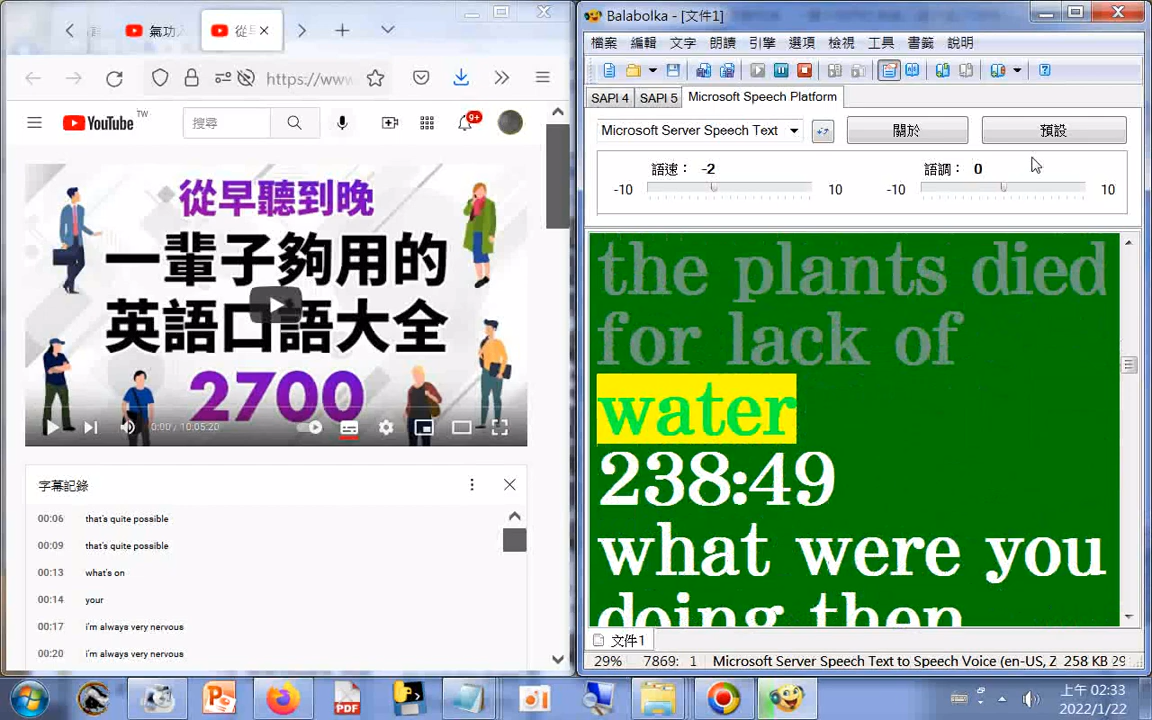 氣功
從
https://www
YouTube TW
搜尋
9+
從早聽到晚
一輩子夠用的
英語口語大全
2700
0:00 / 10:05:20
字幕記錄
00:06 that's quite possible
00:09 that's quite possible
00:13 what's on
00:14 your
00:17 i'm always very nervous
00:20 i'm always very nervous
Balabolka - [文件1]
檔案 編輯 文字 朗讀 引擎 選項 檢視 工具 書籤 說明
SAPI 4 SAPI 5 Microsoft Speech Platform
Microsoft Server Speech Text 關於 預設
語速： -2 語調： 0
-10 10 -10 10
the plants died
for lack of
water
238:49
what were you
doing then
文件1
29% 7869: 1 Microsoft Server Speech Text to Speech Voice (en-US, Z 258 KB 29
PDF
上午 02:33
2022/1/22